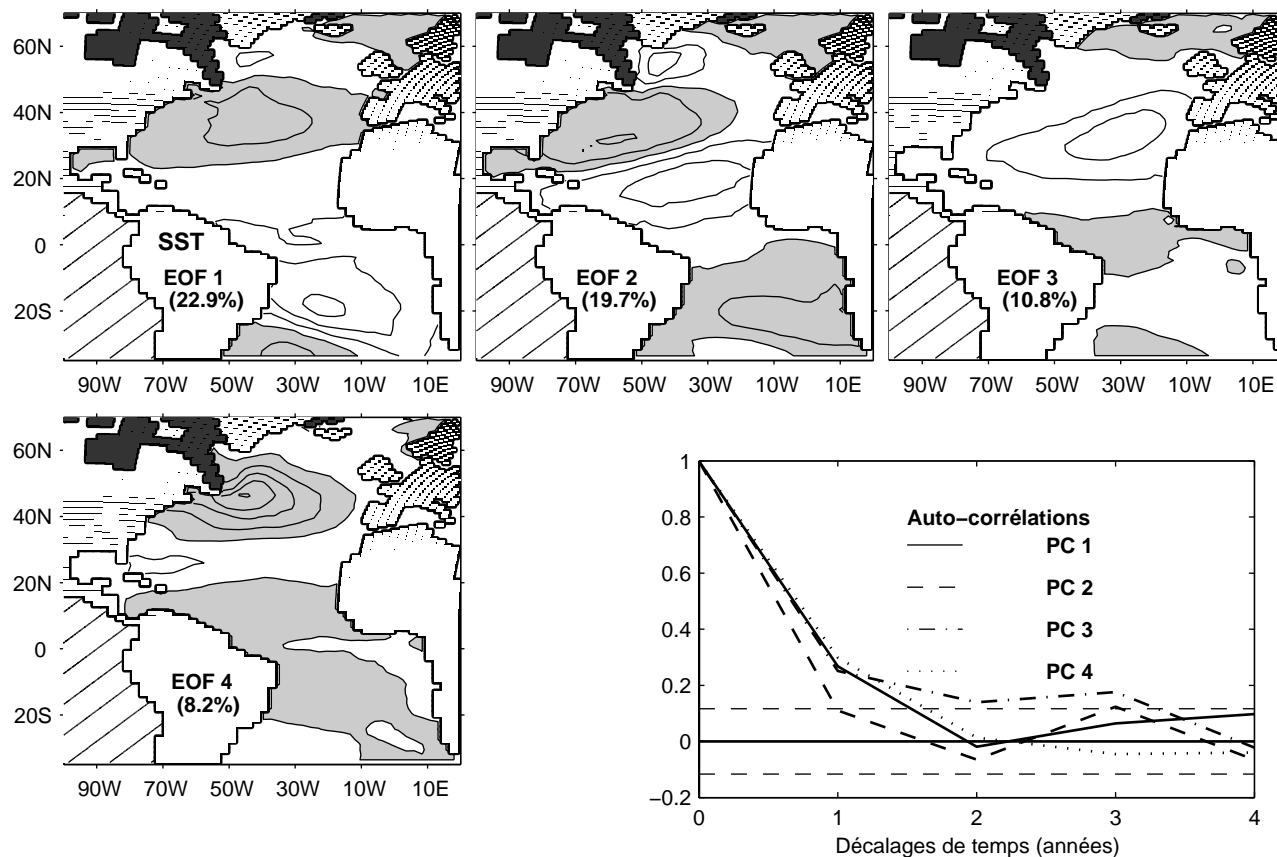 60N
40N
20N
0
20S
SST
EOF 1
(22.9%)
EOF 2
(19.7%)
EOF 3
(10.8%)
90W 70W 50W 30W 10W 10E
90W 70W 50W 30W 10W 10E
90W 70W 50W 30W 10W 10E
60N
40N
20N
0
20S
EOF 4
(8.2%)
90W 70W 50W 30W 10W 10E
1
0.8
0.6
0.4
0.2
0
−0.2
Auto−corrélations
PC 1
PC 2
PC 3
PC 4
0 1 2 3 4
Décalages de temps (années)